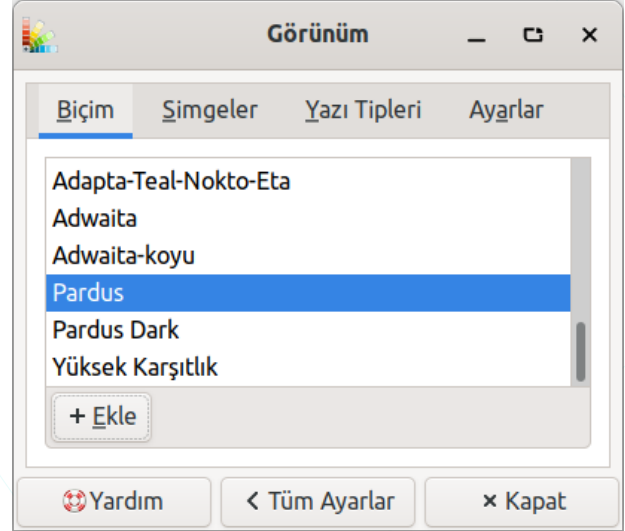 Görünüm
Biçim Simgeler Yazı Tipleri Ayarlar
Adapta-Teal-Nokto-Eta
Adwaita
Adwaita-koyu
Pardus
Pardus Dark
Yüksek Karşıtlık
+ Ekle
Yardım < Tüm Ayarlar × Kapat